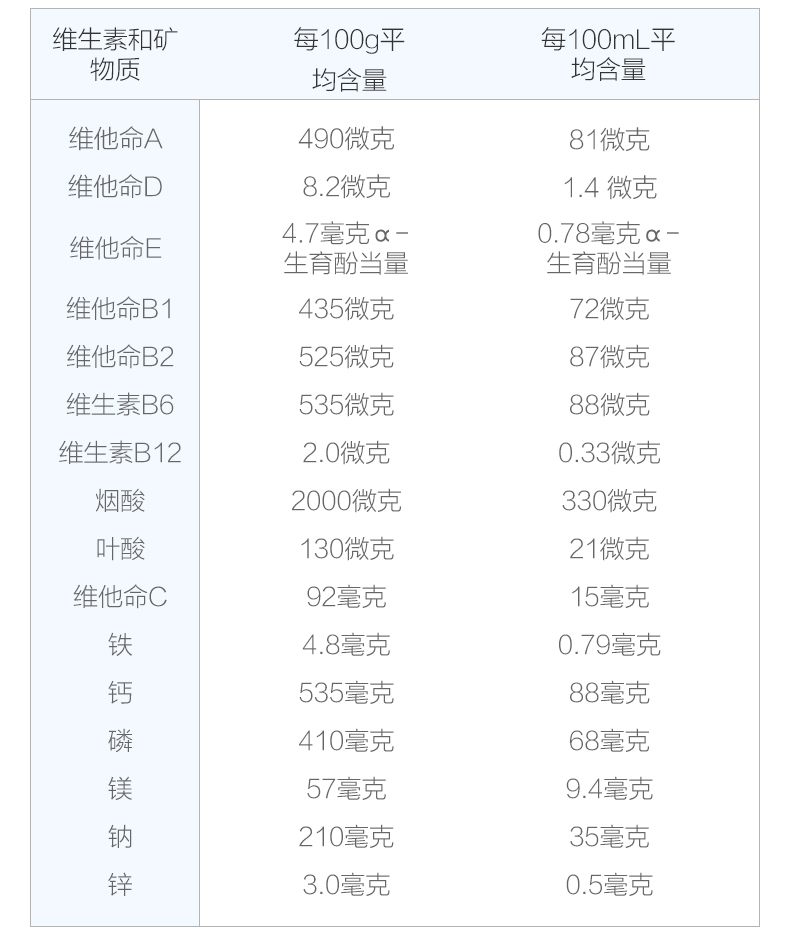 维生素和矿 每100g平 每100mL平
物质 均含量 均含量
维他命A 490微克 81微克
维他命D 8.2微克 1.4 微克
维他命E 4.7毫克 α- 0.78毫克 α-
生育酚当量 生育酚当量
维他命B1 435微克 72微克
维他命B2 525微克 87微克
维生素B6 535微克 88微克
维生素B12 2.0微克 0.33微克
烟酸 2000微克 330微克
叶酸 130微克 21微克
维他命C 92毫克 15毫克
铁 4.8毫克 0.79毫克
钙 535毫克 88毫克
磷 410毫克 68毫克
镁 57毫克 9.4毫克
钠 210毫克 35毫克
锌 3.0毫克 0.5毫克